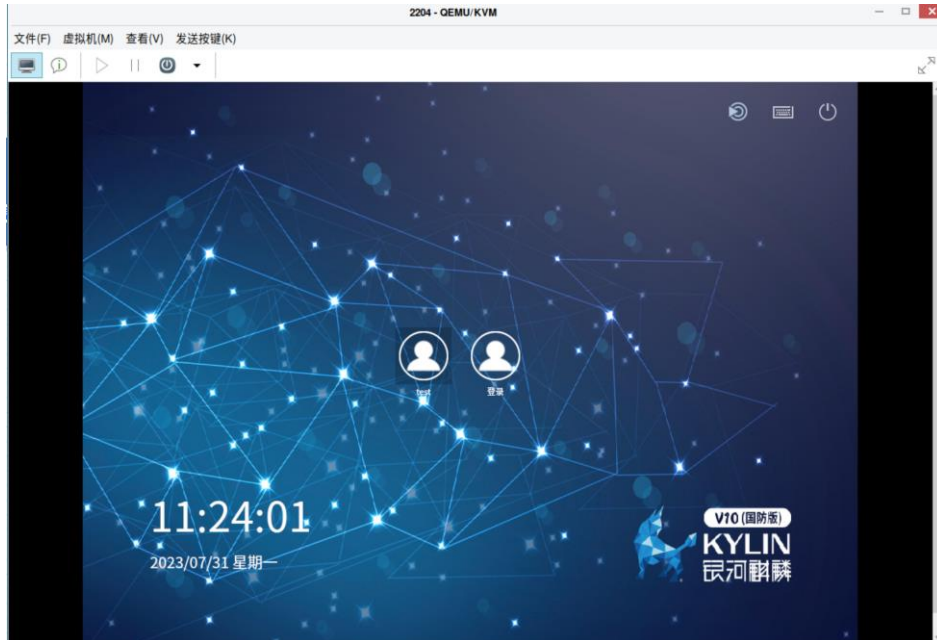 2204 - QEMU/KVM
文件(F) 虚拟机(M) 查看(V) 发送按键(K)
test 登录
11:24:01
2023/07/31 星期一
V10 (国防版)
KYLIN
银河麒麟